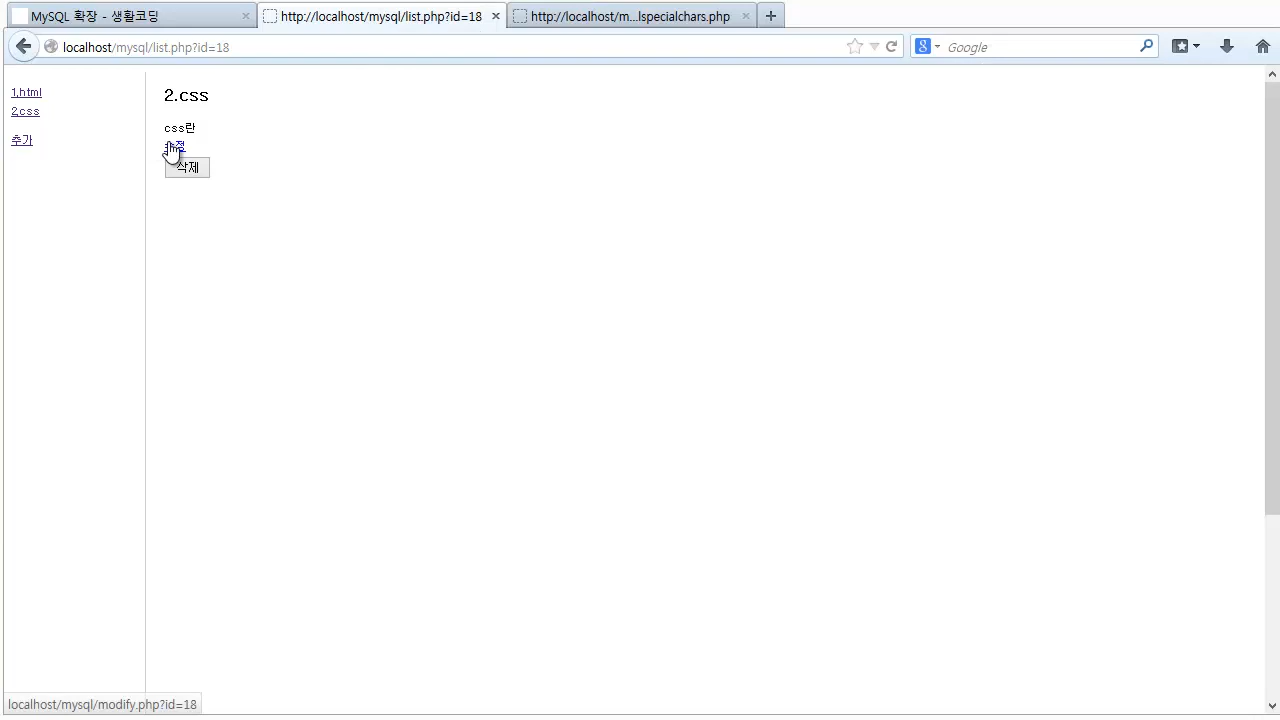 MySQL 확장 - 생활코딩
http://localhost/mysql/list.php?id=18
http://localhost/m...lspecialchars.php
localhost/mysql/list.php?id=18
Google
1.html
2.css
추가
2.css
css란
삭제
localhost/mysql/modify.php?id=18